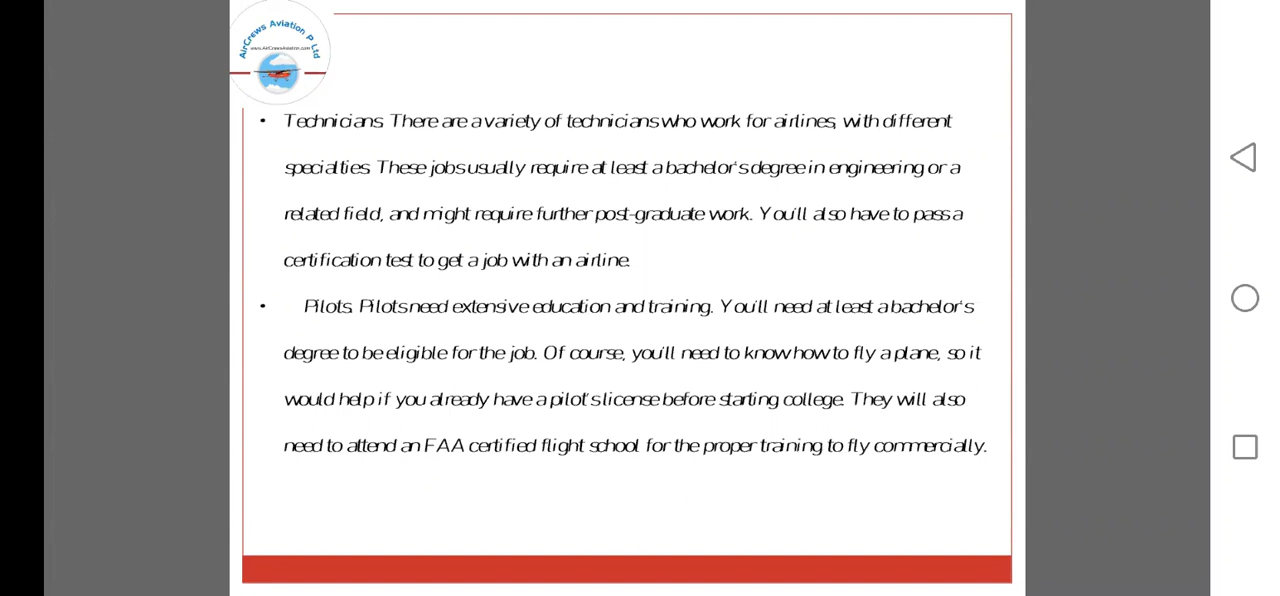 AirCrews Aviation P Ltd
www.AirCrewsAviation.com
• Technicians. There are a variety of technicians who work for airlines, with different
specialties. These jobs usually require at least a bachelor's degree in engineering or a
related field, and might require further post-graduate work. You'll also have to pass a
certification test to get a job with an airline.
• Pilots. Pilots need extensive education and training. You'll need at least a bachelor's
degree to be eligible for the job. Of course, you'll need to know how to fly a plane, so it
would help if you already have a pilot's license before starting college. They will also
need to attend an FAA certified flight school for the proper training to fly commercially.